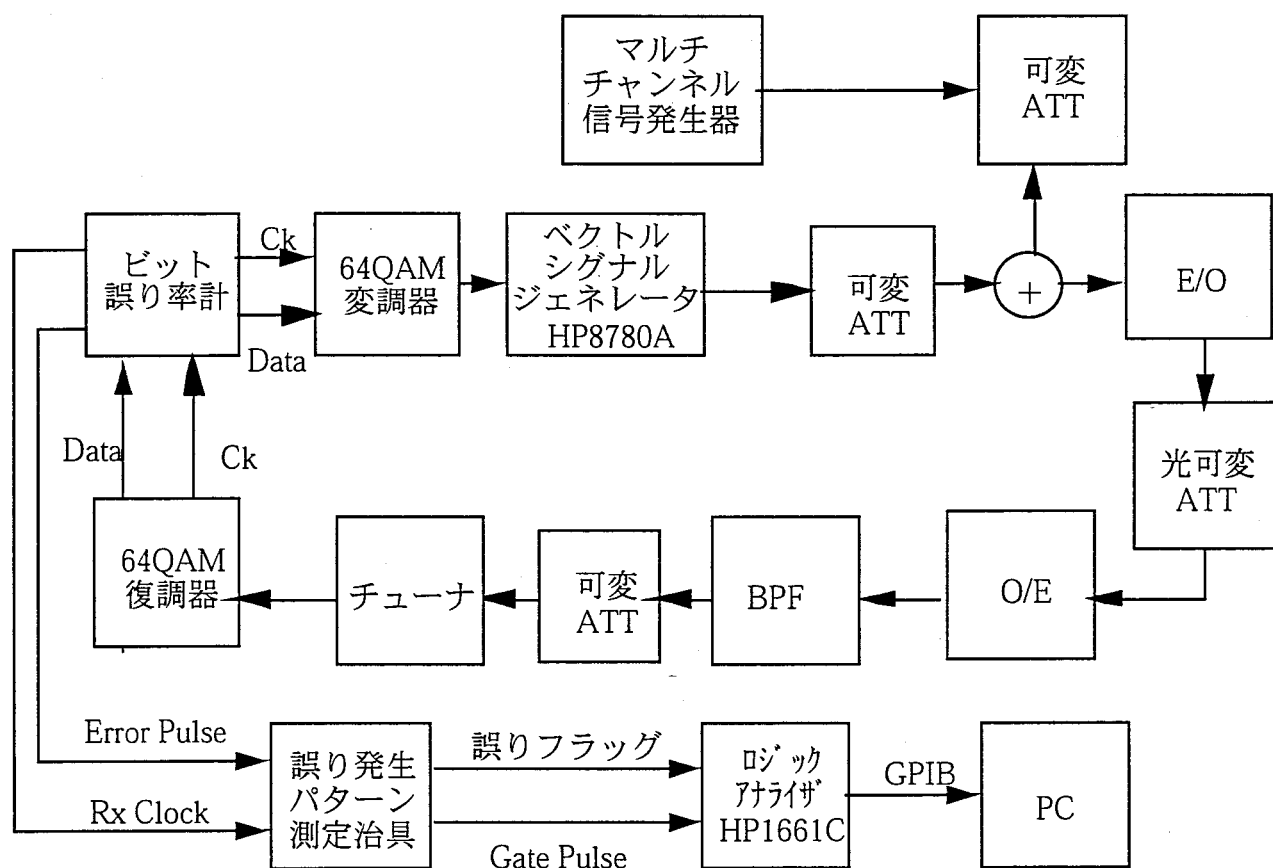 マルチ
チャンネル
信号発生器
可変
ATT
ビット
誤り率計
Ck
Data
64QAM
変調器
ベクトル
シグナル
ジェネレータ
HP8780A
可変
ATT
+
E/O
光可変
ATT
Data
Ck
64QAM
復調器
チューナ
可変
ATT
BPF
O/E
Error Pulse
Rx Clock
誤り発生
パターン
測定治具
誤りフラッグ
Gate Pulse
ﾛｼﾞｯｸ
ｱﾅﾗｲｻﾞ
HP1661C
GPIB
PC